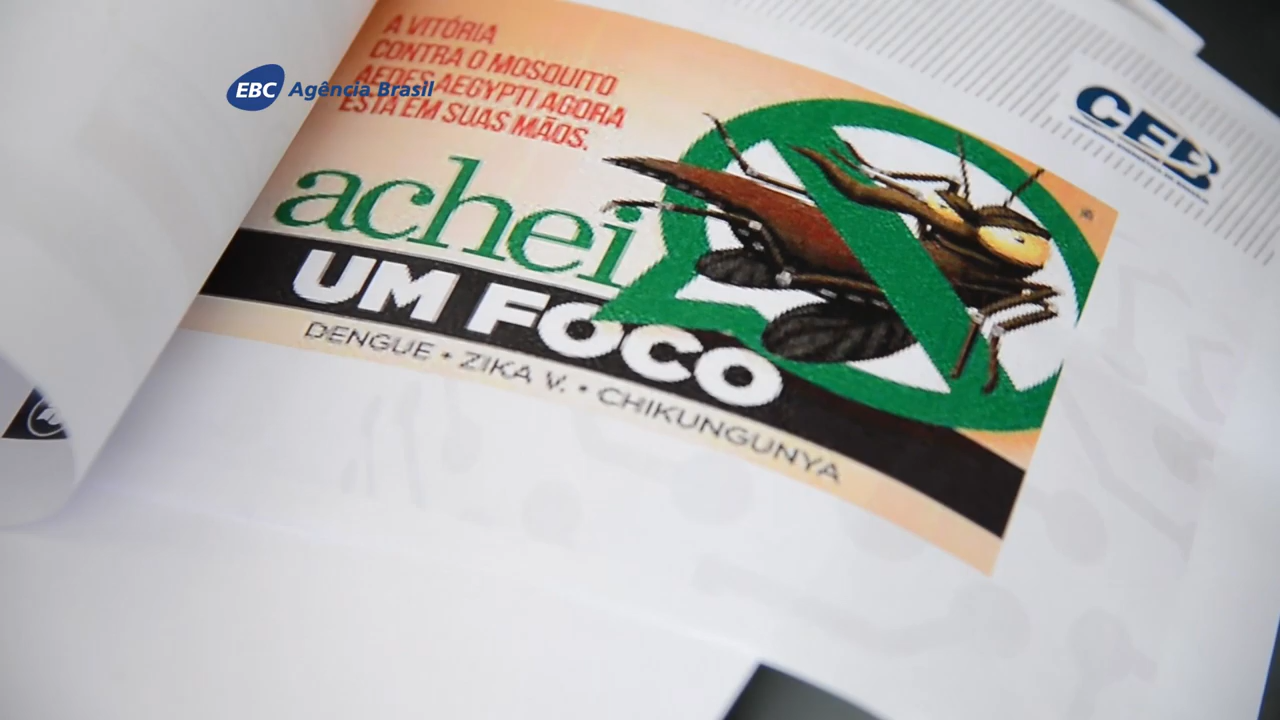 A VITÓRIA
CONTRA O MOSQUITO
AEDES AEGYPTI AGORA
ESTÁ EM SUAS MÃOS.
EBC Agência Brasil
achei
UM FOCO
DENGUE • ZIKA V. • CHIKUNGUNYA
CEB